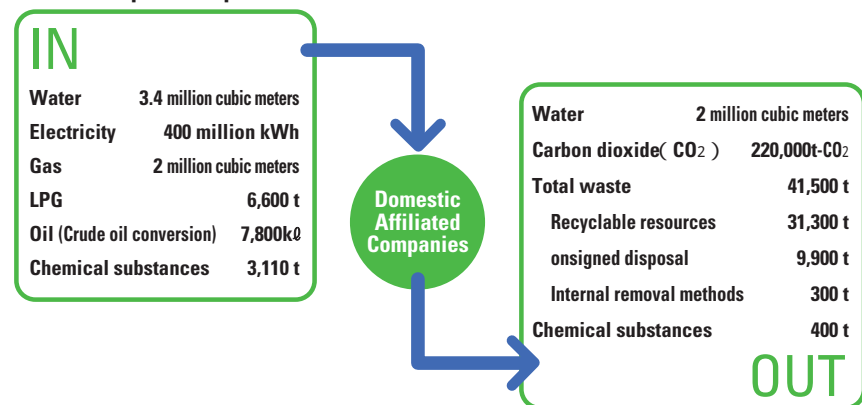 IN
Water 3.4 million cubic meters
Electricity 400 million kWh
Gas 2 million cubic meters
LPG 6,600 t
Oil (Crude oil conversion) 7,800kℓ
Chemical substances 3,110 t
Domestic
Affiliated
Companies
Water 2 million cubic meters
Carbon dioxide( CO2 ) 220,000t-CO2
Total waste 41,500 t
Recyclable resources 31,300 t
onsigned disposal 9,900 t
Internal removal methods 300 t
Chemical substances 400 t
OUT